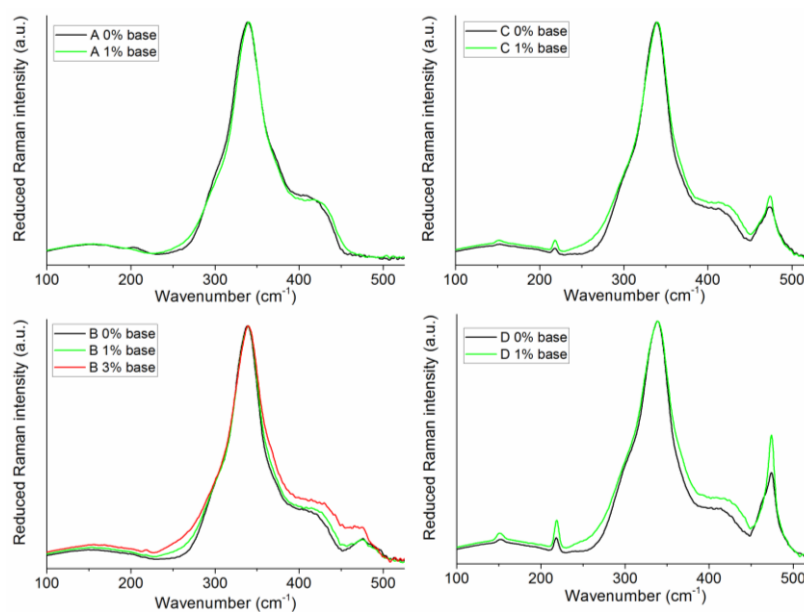 Reduced Raman intensity (a.u.)
A 0% base
A 1% base
100 200 300 400 500
Wavenumber (cm⁻¹)
Reduced Raman intensity (a.u.)
C 0% base
C 1% base
100 200 300 400 500
Wavenumber (cm⁻¹)
Reduced Raman intensity (a.u.)
B 0% base
B 1% base
B 3% base
100 200 300 400 500
Wavenumber (cm⁻¹)
Reduced Raman intensity (a.u.)
D 0% base
D 1% base
100 200 300 400 500
Wavenumber (cm⁻¹)